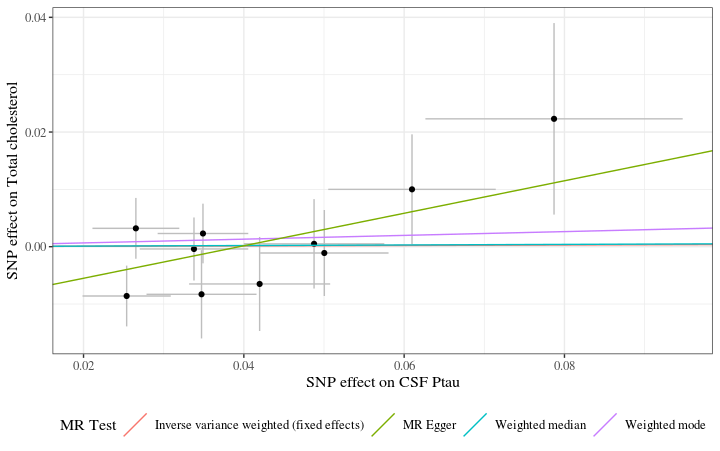 0.04
0.02
0.00
SNP effect on Total cholesterol
0.02 0.04 0.06 0.08
SNP effect on CSF Ptau
MR Test Inverse variance weighted (fixed effects) MR Egger Weighted median Weighted mode